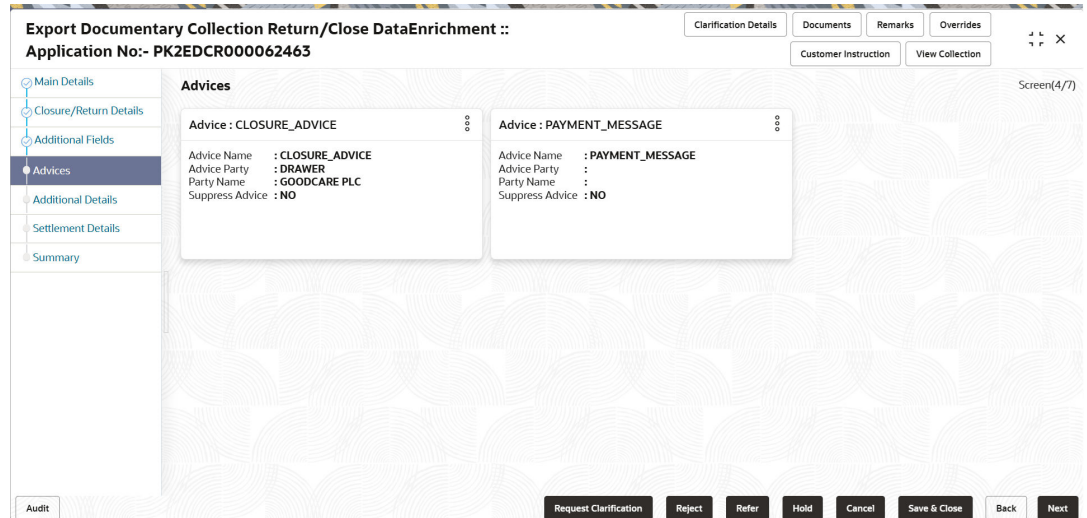 Export Documentary Collection Return/Close DataEnrichment ::
Application No:- PK2EDCR000062463
Clarification Details
Documents
Remarks
Overrides
Customer Instruction
View Collection
Main Details
Closure/Return Details
Additional Fields
Advices
Additional Details
Settlement Details
Summary
Advices
Screen(4/7)
Advice : CLOSURE_ADVICE
Advice Name : CLOSURE_ADVICE
Advice Party : DRAWER
Party Name : GOODCARE PLC
Suppress Advice : NO
Advice : PAYMENT_MESSAGE
Advice Name : PAYMENT_MESSAGE
Advice Party :
Party Name :
Suppress Advice : NO
Audit
Request Clarification
Reject
Refer
Hold
Cancel
Save & Close
Back
Next